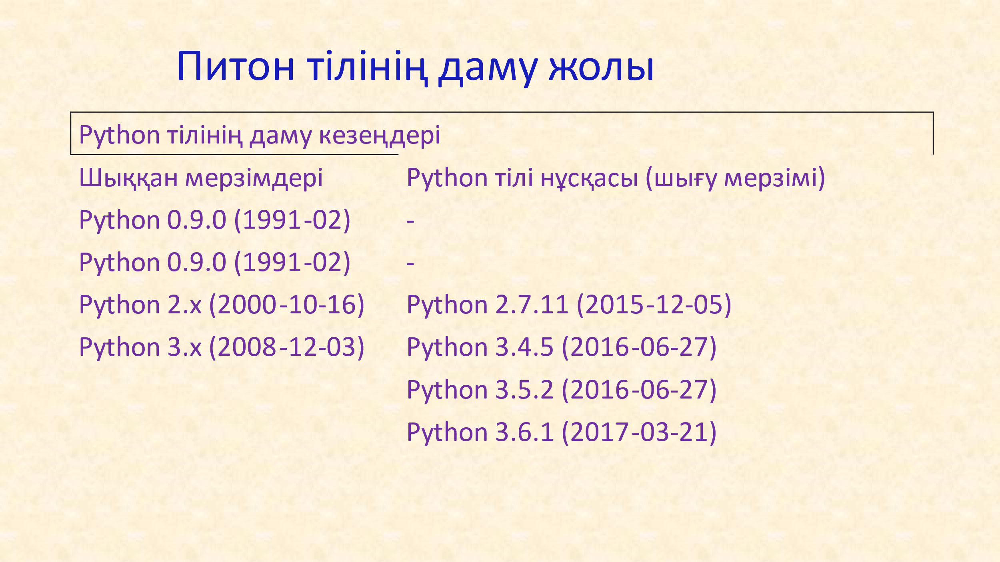 Питон тілінің даму жолы
Python тілінің даму кезеңдері
Шыққан мерзімдері Python тілі нұсқасы (шығу мерзімі)
Python 0.9.0 (1991-02) -
Python 0.9.0 (1991-02) -
Python 2.x (2000-10-16) Python 2.7.11 (2015-12-05)
Python 3.x (2008-12-03) Python 3.4.5 (2016-06-27)
Python 3.5.2 (2016-06-27)
Python 3.6.1 (2017-03-21)